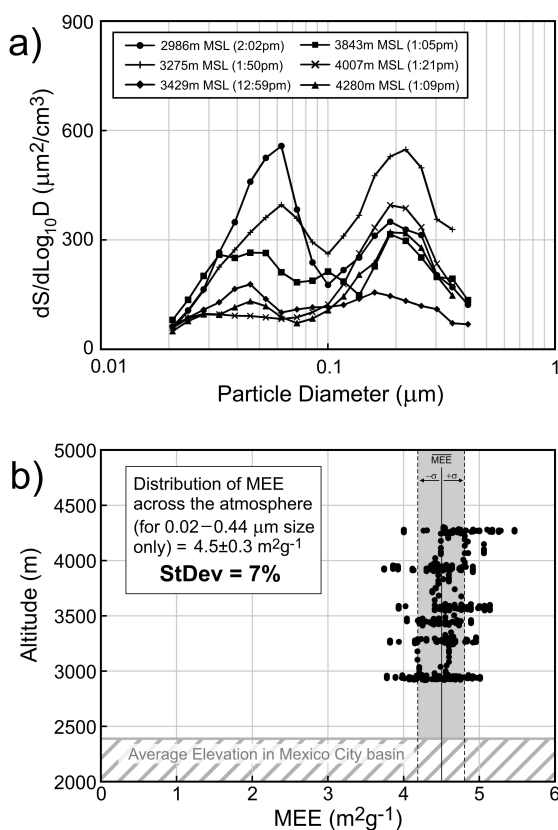 a)
900
600
300
0
dS/dLog10D (μm2/cm3)
2986m MSL (2:02pm)
3275m MSL (1:50pm)
3429m MSL (12:59pm)
3843m MSL (1:05pm)
4007m MSL (1:21pm)
4280m MSL (1:09pm)
0.01
0.1
1
Particle Diameter (μm)
b)
5000
4500
4000
3500
3000
2500
2000
Altitude (m)
MEE
−σ
+σ
Distribution of MEE
across the atmosphere
(for 0.02−0.44 μm size
only) = 4.5±0.3 m2g-1
StDev = 7%
Average Elevation in Mexico City basin
0
1
2
3
4
5
6
MEE (m2g-1)